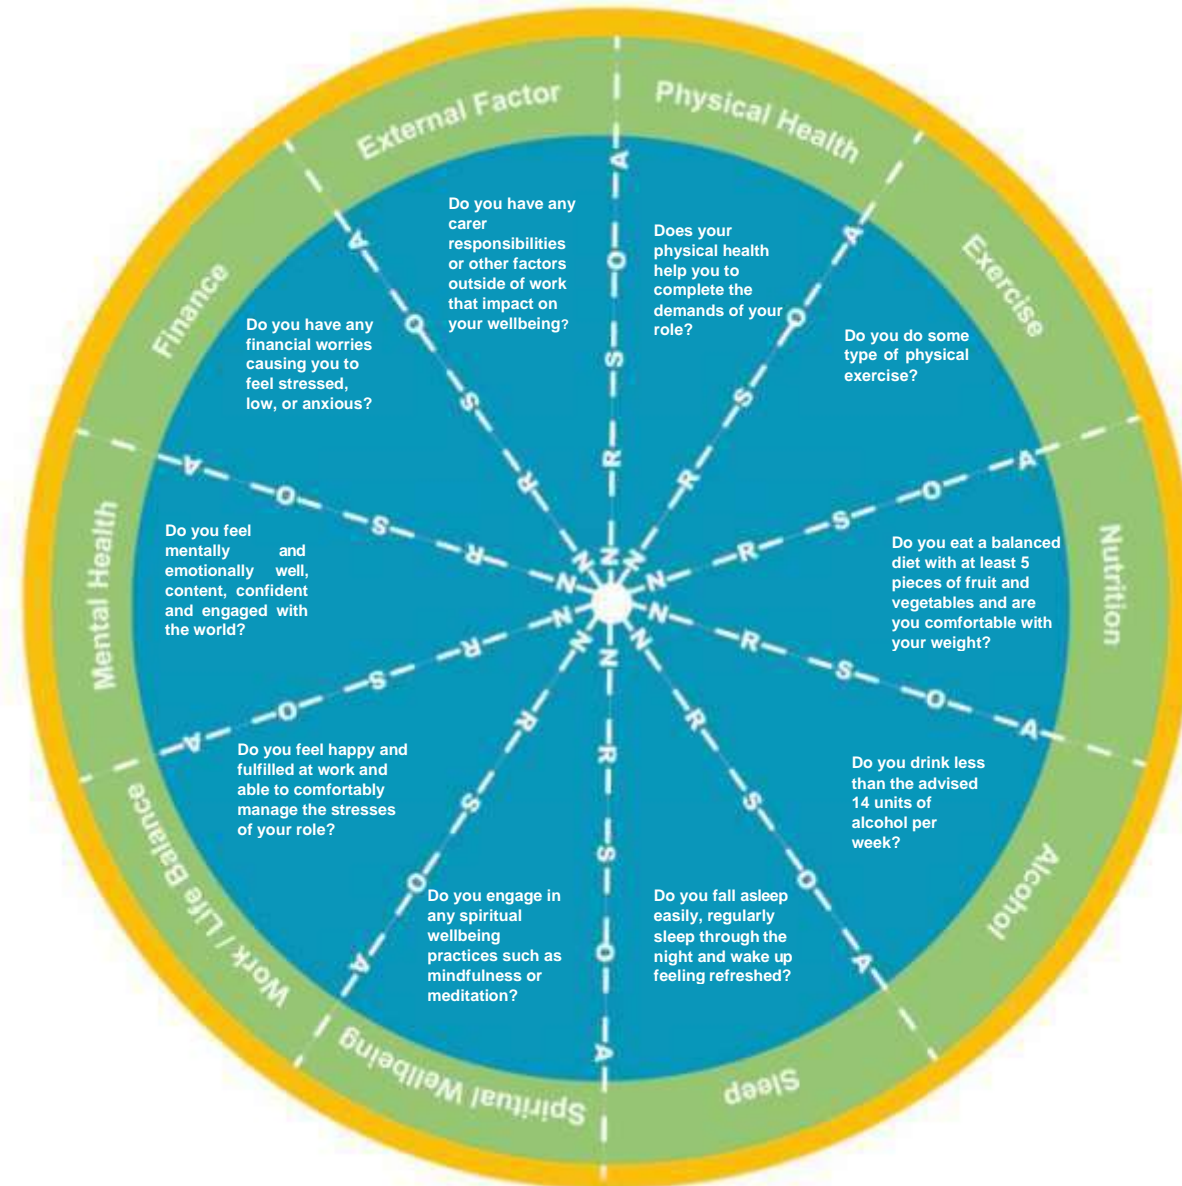 Physical Health
Does your
physical health
help you to
complete the
demands of your
role?
Exercise
Do you do some
type of physical
exercise?
Nutrition
Do you eat a balanced
diet with at least 5
pieces of fruit and
vegetables and are
you comfortable with
your weight?
Alcohol
Do you drink less
than the advised
14 units of
alcohol per
week?
Sleep
Do you fall asleep
easily, regularly
sleep through the
night and wake up
feeling refreshed?
Spiritual Wellbeing
Do you engage in
any spiritual
wellbeing
practices such as
mindfulness or
meditation?
Work / Life Balance
Do you feel happy and
fulfilled at work and
able to comfortably
manage the stresses
of your role?
Mental Health
Do you feel
mentally and
emotionally well,
content, confident
and engaged with
the world?
Finance
Do you have any
financial worries
causing you to
feel stressed,
low, or anxious?
External Factor
Do you have any
carer
responsibilities
or other factors
outside of work
that impact on
your wellbeing?
A O S R N
A O S R N
A O S R N
A O S R N
A O S R N
A O S R N
A O S R N
A O S R N
A O S R N
A O S R N